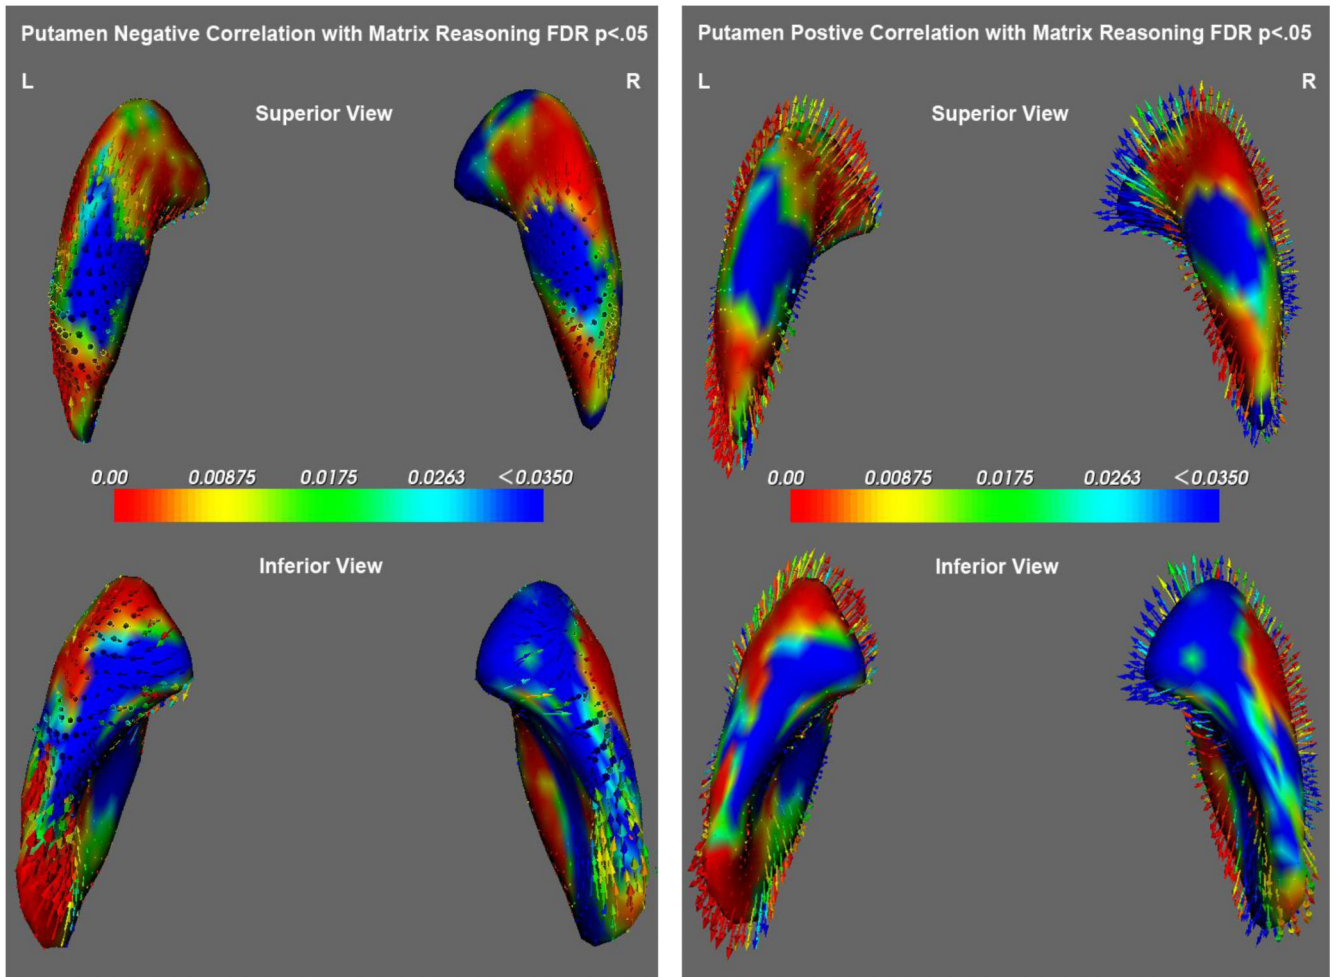 Putamen Negative Correlation with Matrix Reasoning FDR p<.05
L
R
Superior View
0.00 0.00875 0.0175 0.0263 <0.0350
Inferior View
Putamen Postive Correlation with Matrix Reasoning FDR p<.05
L
R
Superior View
0.00 0.00875 0.0175 0.0263 <0.0350
Inferior View